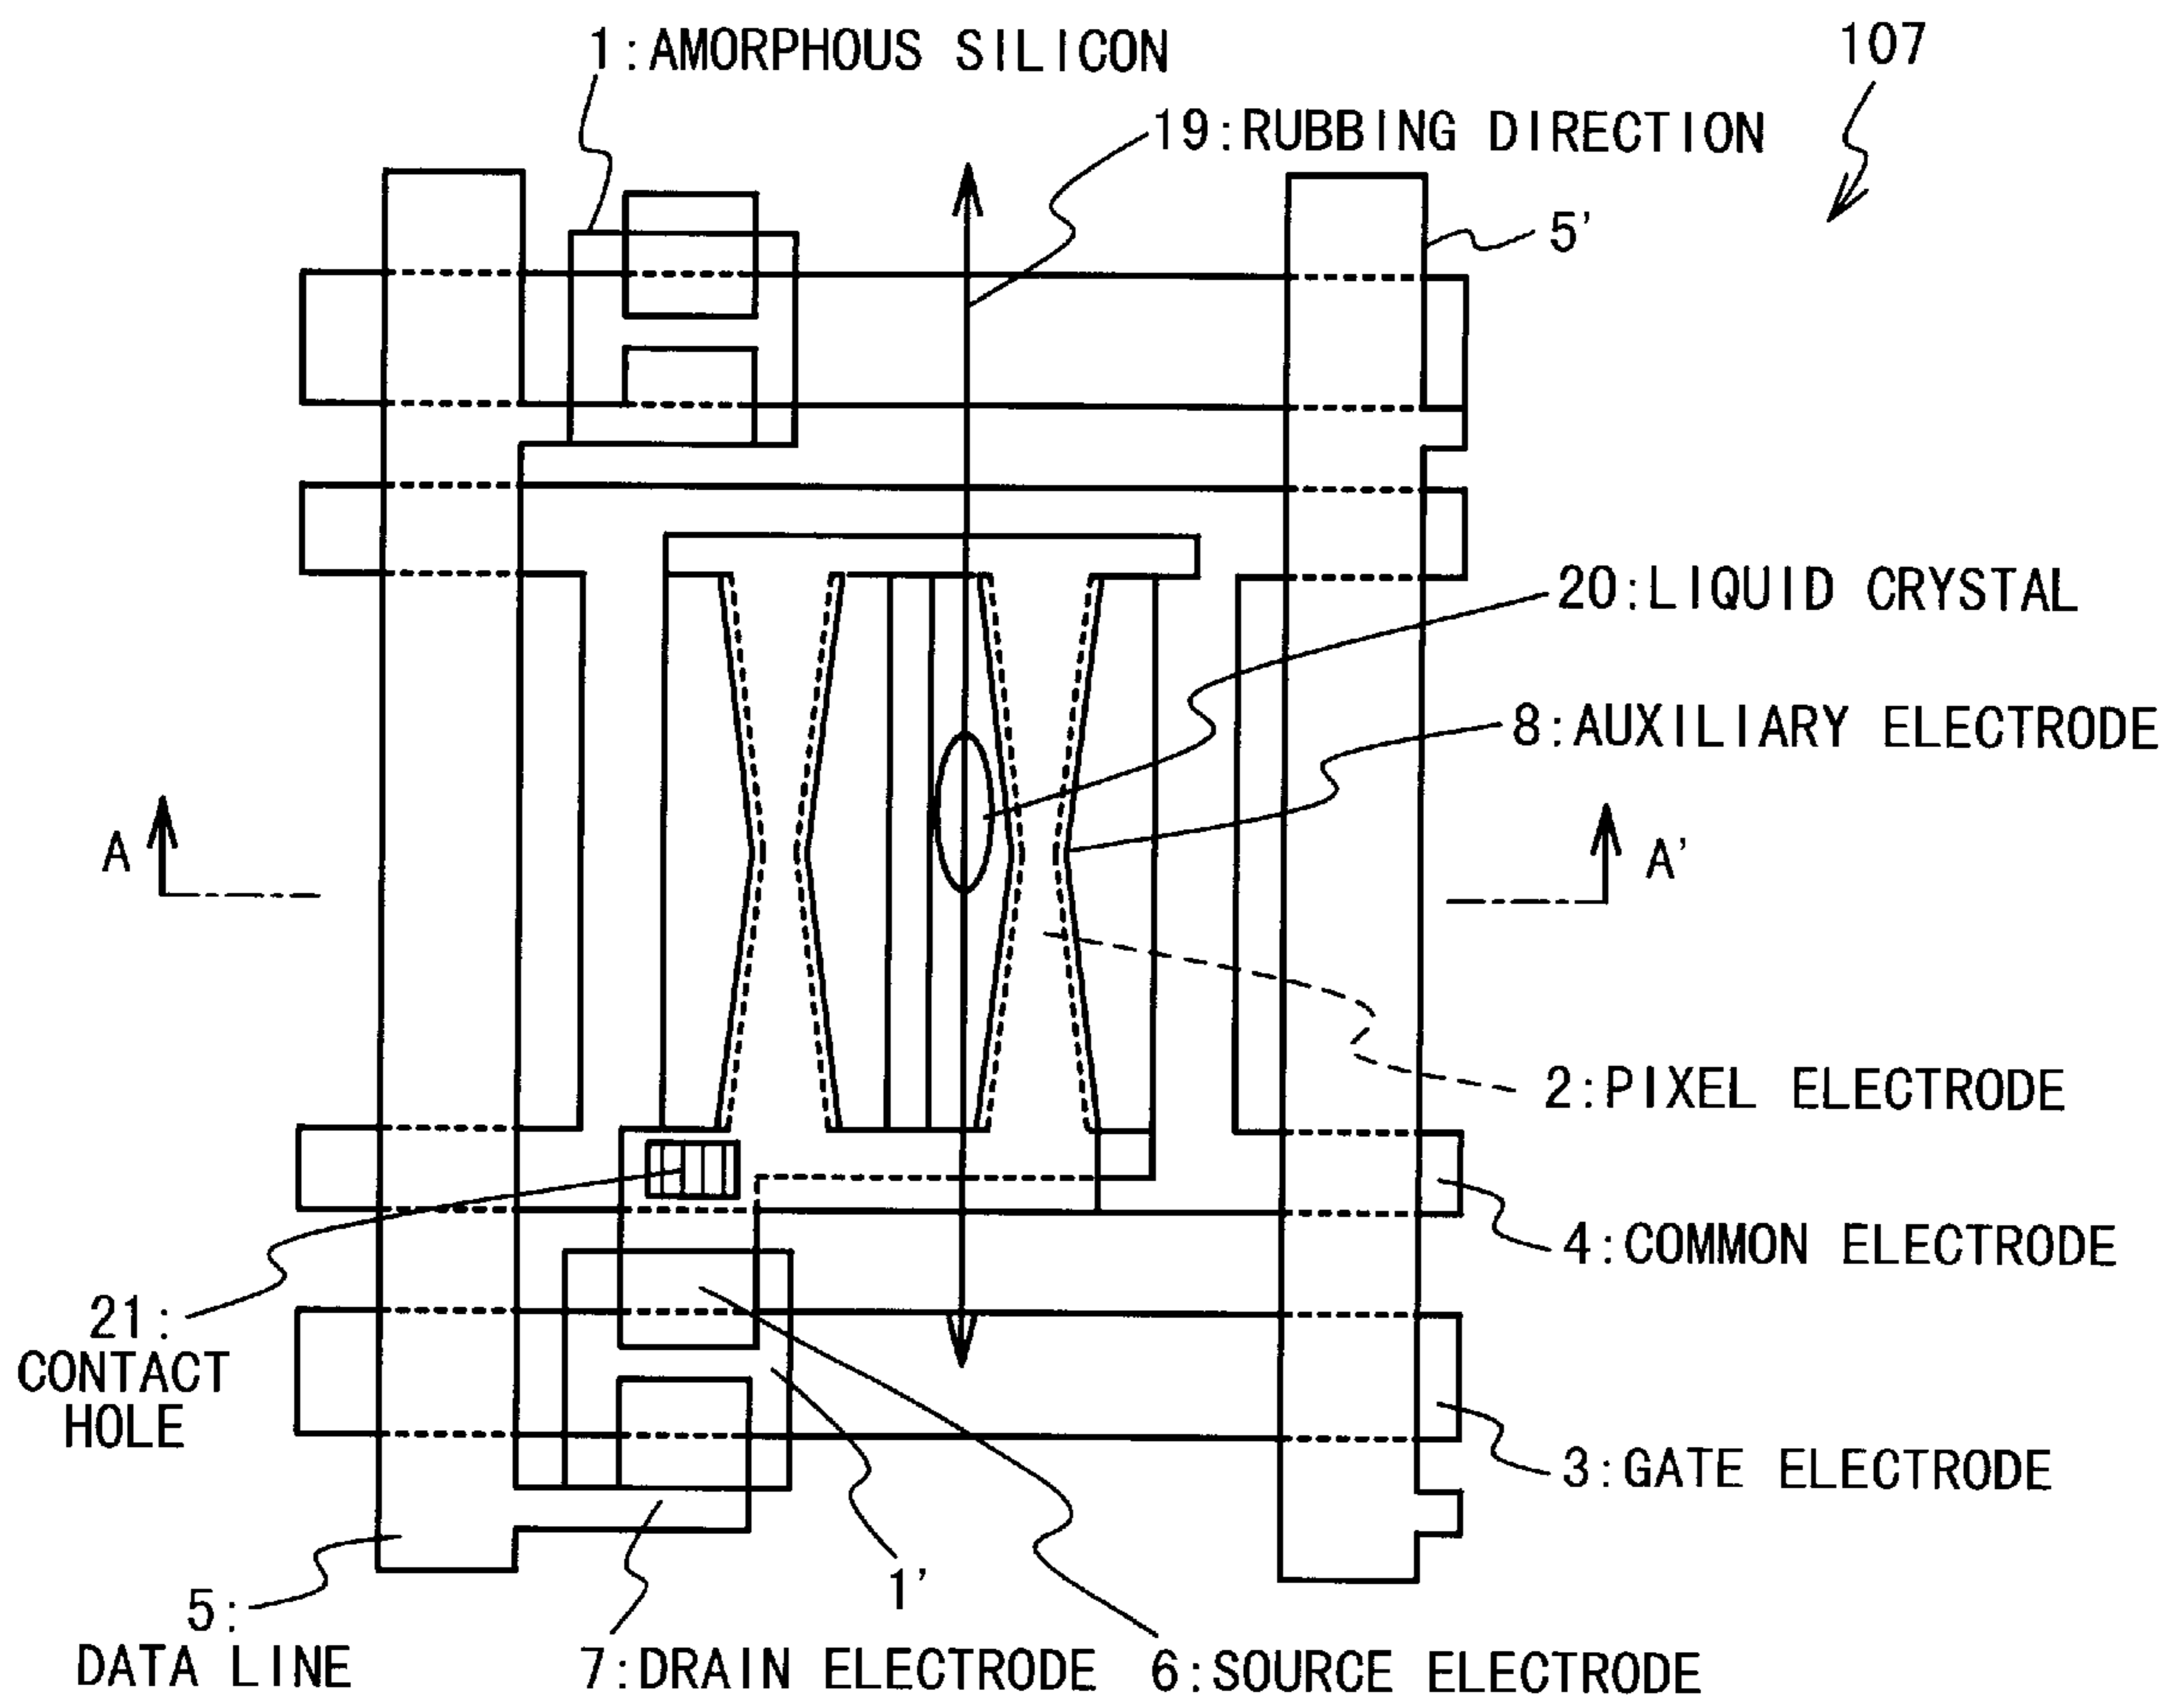 1:AMORPHOUS SILICON
107
19:RUBBING DIRECTION
5'
20:LIQUID CRYSTAL
8:AUXILIARY ELECTRODE
A
A'
2:PIXEL ELECTRODE
4:COMMON ELECTRODE
21:
CONTACT
HOLE
3:GATE ELECTRODE
1'
5:
DATA LINE
7:DRAIN ELECTRODE
6:SOURCE ELECTRODE